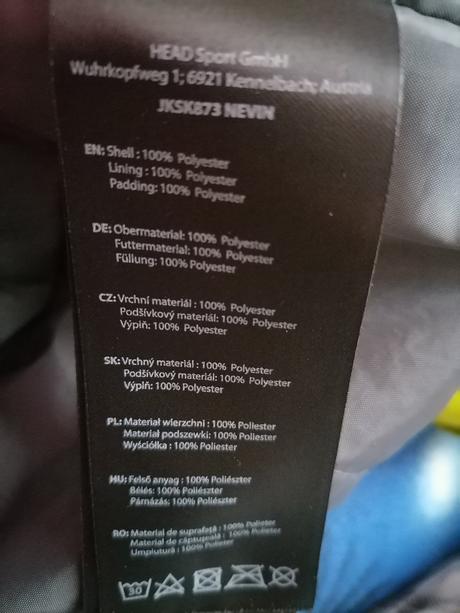 HEAD Sport GmbH
Wuhrkopfweg 1; 6921 Kennelbach; Austria
JKSK873 NEVIN
EN: Shell : 100% Polyester
Lining : 100% Polyester
Padding: 100% Polyester
DE: Obermaterial: 100% Polyester
Futtermaterial: 100% Polyester
Füllung: 100% Polyester
CZ: Vrchní materiál : 100% Polyester
Podšívkový materiál: 100% Polyester
Výpiň: 100% Polyester
SK: Vrchný materiál : 100% Polyester
Podšívkový materiál: 100% Polyester
Výplň: 100% Polyester
PL: Materiał wierzchni : 100% Poliester
Materiał podszewki: 100% Poliester
Wyściółka : 100% Poliester
HU: Felső anyag : 100% Poliészter
Bélés: 100% Poliészter
Párnázás: 100% Poliészter
RO: Material de suprafață : 100% Polieter
Material de căptușeală : 100% Polieter
Umplutură : 100% Polieter
30